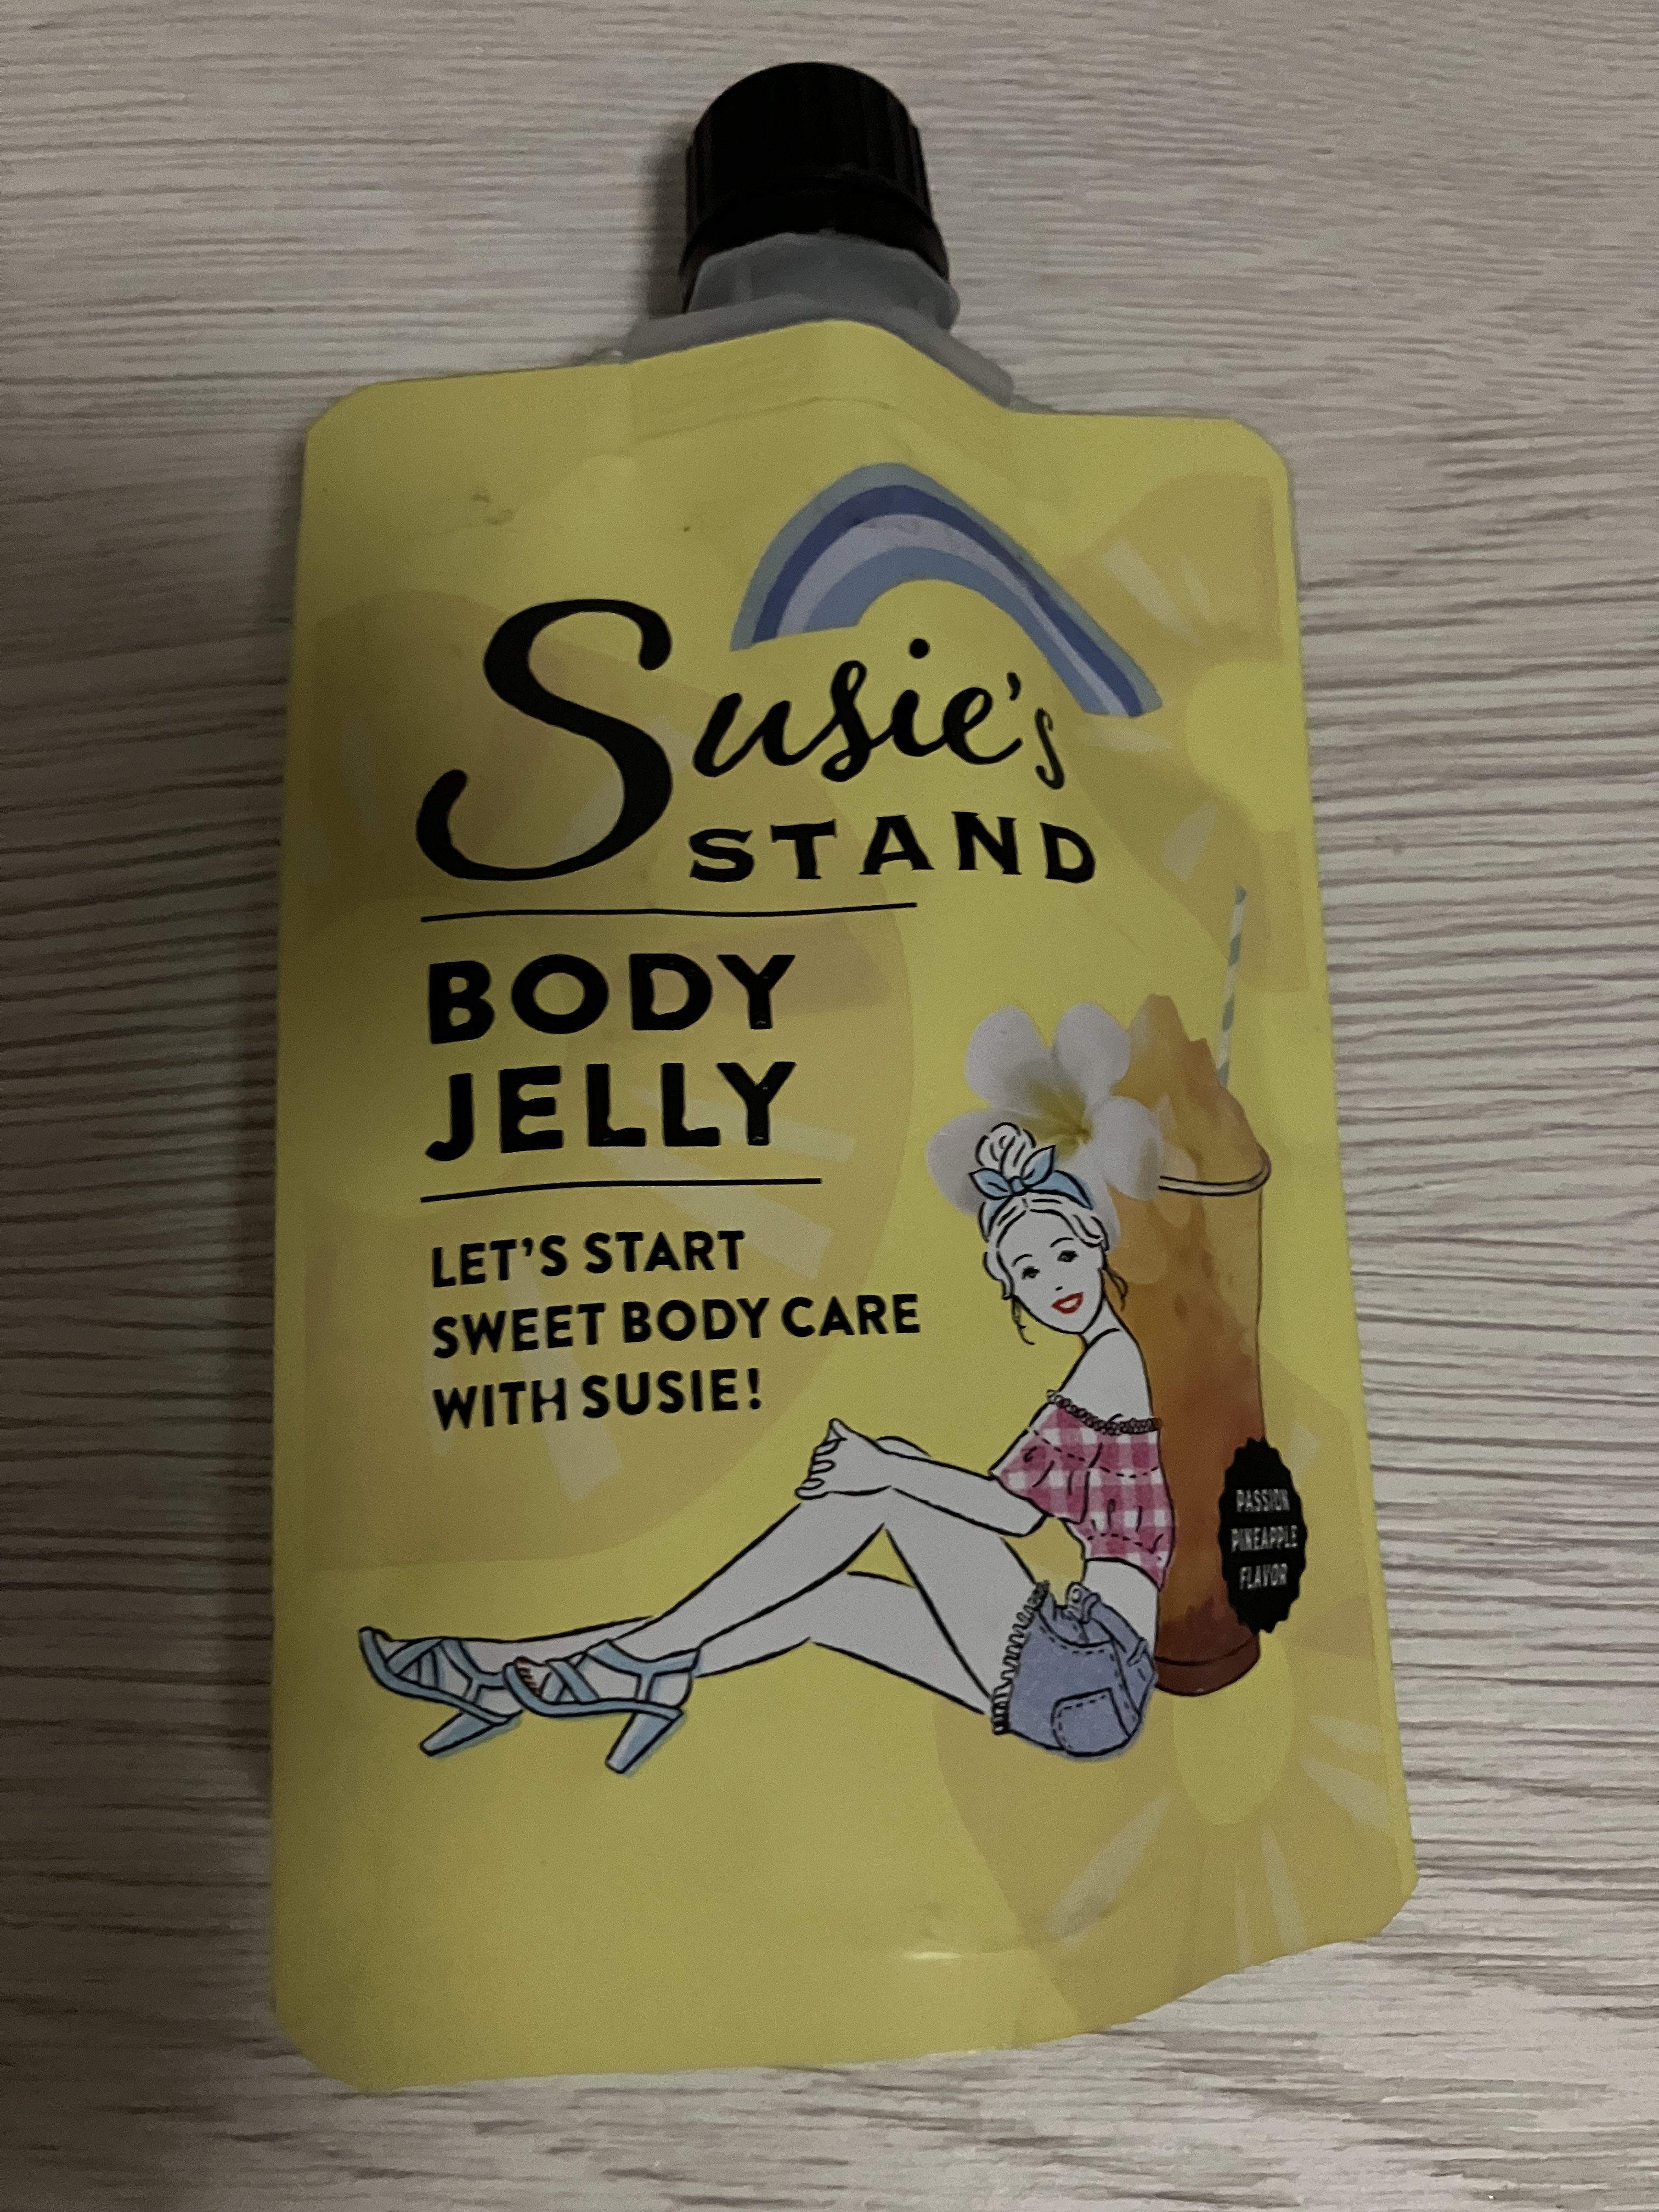 Susie's
STAND
BODY
JELLY
LET'S START
SWEET BODY CARE
WITH SUSIE!
PASSION
PINEAPPLE
FLAVOR